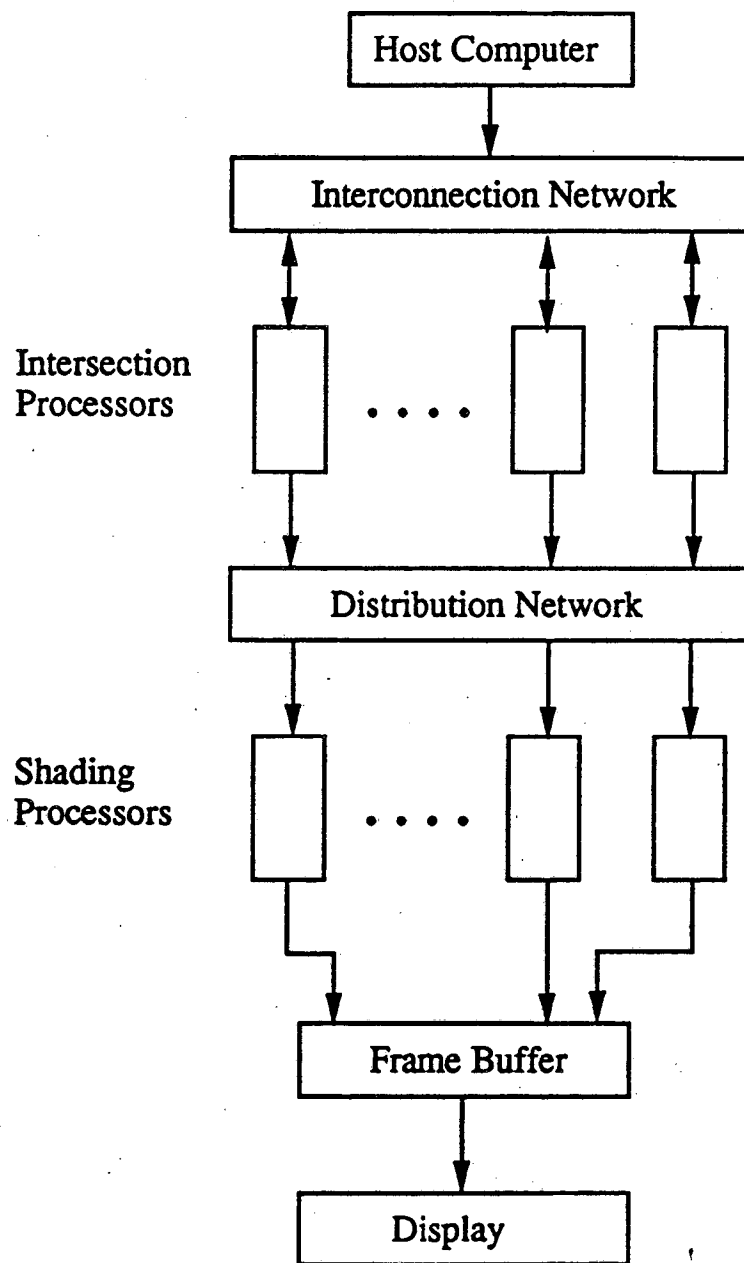 Host Computer
Interconnection Network
Intersection
Processors
Distribution Network
Shading
Processors
Frame Buffer
Display